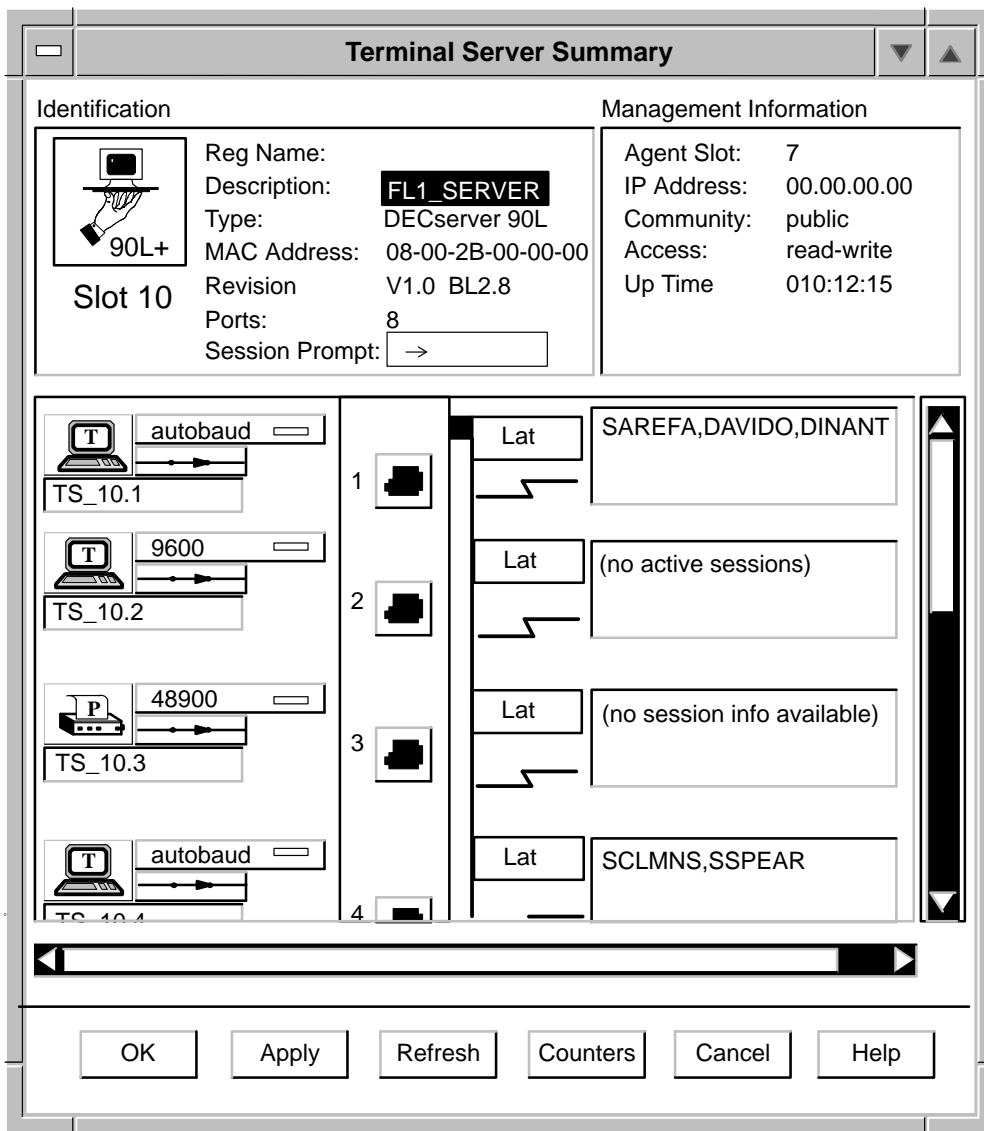 Terminal Server Summary
Identification
Management Information
90L+
Slot 10
Reg Name:
Description: FL1_SERVER
Type: DECserver 90L
MAC Address: 08-00-2B-00-00-00
Revision V1.0 BL2.8
Ports: 8
Session Prompt: →
Agent Slot: 7
IP Address: 00.00.00.00
Community: public
Access: read-write
Up Time 010:12:15
T autobaud
TS_10.1
1
Lat
SAREFA,DAVIDO,DINANT
T 9600
TS_10.2
2
Lat
(no active sessions)
P 48900
TS_10.3
3
Lat
(no session info available)
T autobaud
TS_10.4
4
Lat
SCLMNS,SSPEAR
OK Apply Refresh Counters Cancel Help